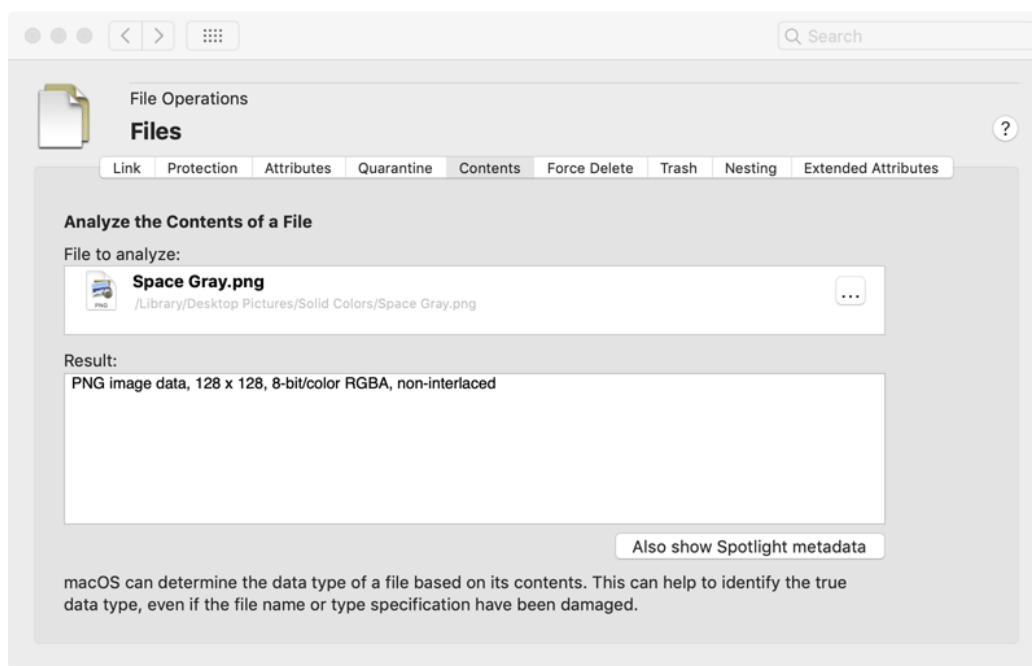 Search
File Operations
Files
?
Link Protection Attributes Quarantine Contents Force Delete Trash Nesting Extended Attributes
Analyze the Contents of a File
File to analyze:
Space Gray.png
PNG
/Library/Desktop Pictures/Solid Colors/Space Gray.png
...
Result:
PNG image data, 128 x 128, 8-bit/color RGBA, non-interlaced
Also show Spotlight metadata
macOS can determine the data type of a file based on its contents. This can help to identify the true
data type, even if the file name or type specification have been damaged.